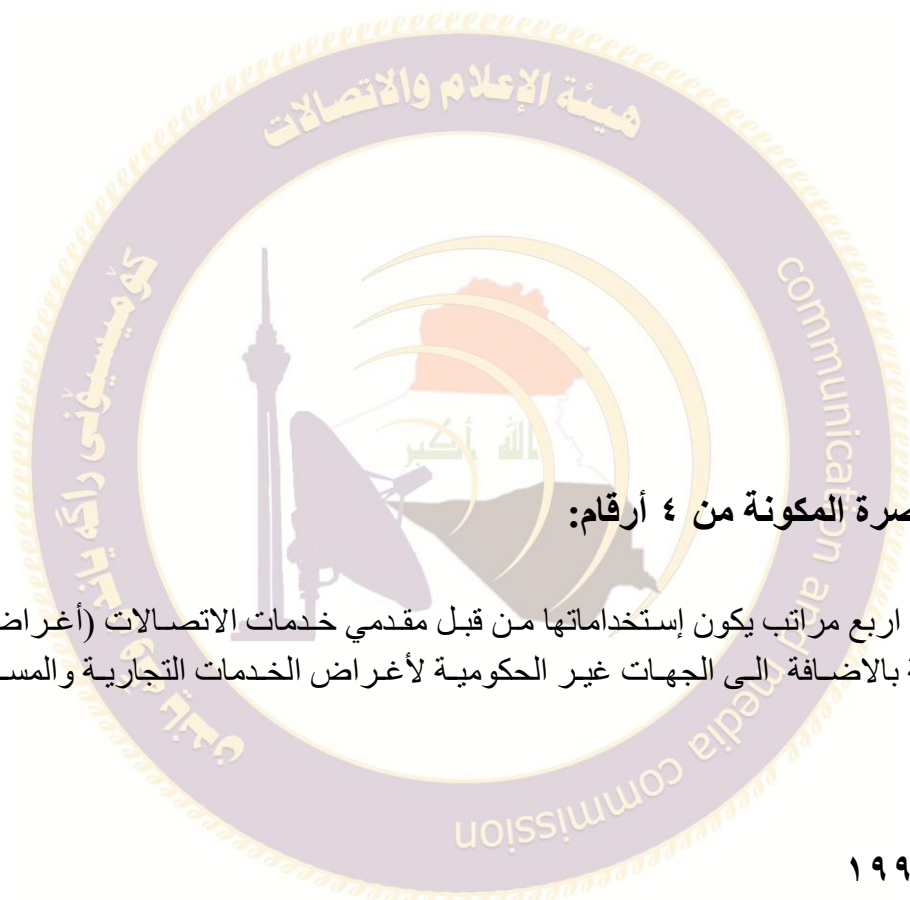 هيئة الإعلام والاتصالات
communication and media commission
الله أكبر
صرة المكونة من ٤ أرقام:
اربع مراتب يكون إستخداماتها من قبل مقدمي خدمات الاتصالات (أغراض
ة بالاضافة الى الجهات غير الحكومية لأغراض الخدمات التجارية والمسـ
١٩٩